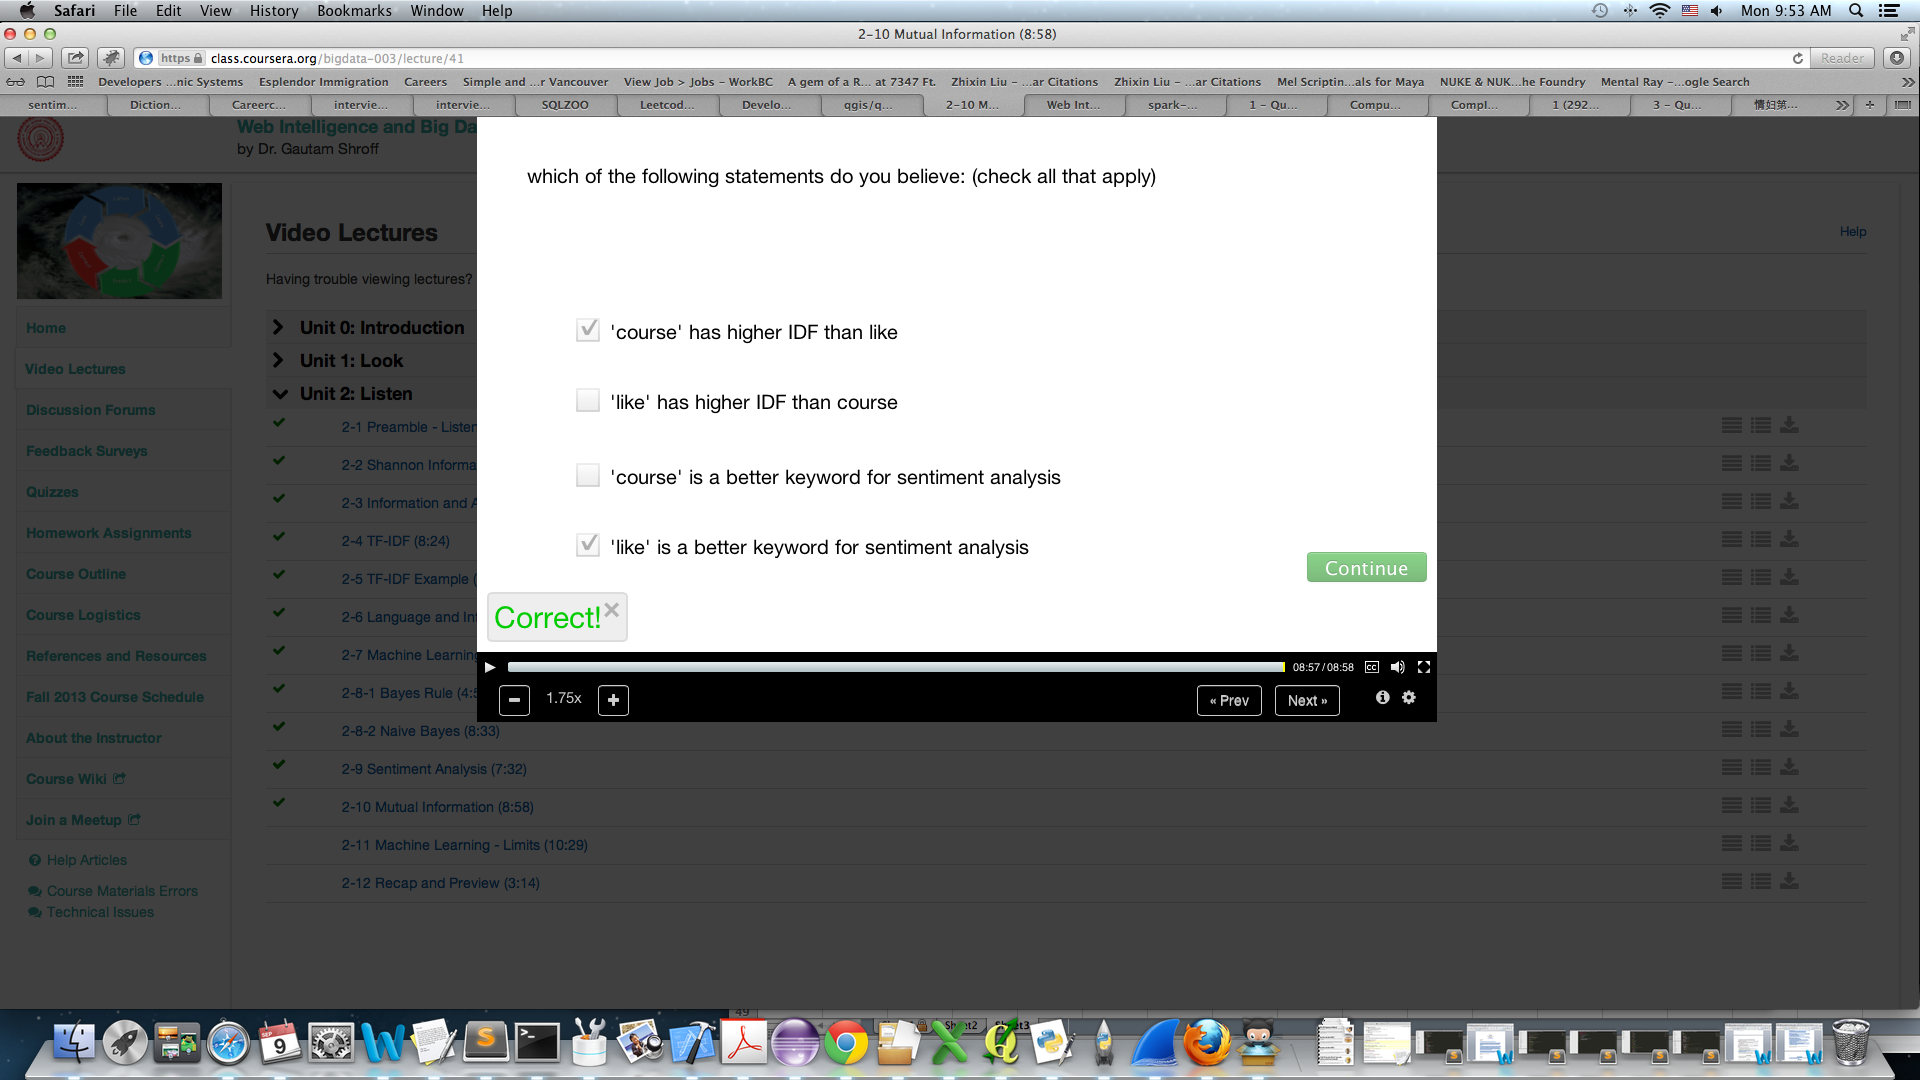 Safari File Edit View History Bookmarks Window Help Mon 9:53 AM
2-10 Mutual Information (8:58)
https class.coursera.org/bigdata-003/lecture/41 Reader
Developers ...nic Systems Esplendor Immigration Careers Simple and ...r Vancouver View Job > Jobs - WorkBC A gem of a R... at 7347 Ft. Zhixin Liu - ...ar Citations Zhixin Liu - ...ar Citations Mel Scriptin...als for Maya NUKE & NUK...he Foundry Mental Ray -...ogle Search
sentim... Diction... Careerc... intervie... intervie... SQLZOO Leetcod... Develo... qgis/q... 2-10 M... Web Int... spark-... 1 - Qu... Compu... Compl... 1 (292... 3 - Qu... 情妇第...
Web Intelligence and Big Da
by Dr. Gautam Shroff
which of the following statements do you believe: (check all that apply)
'course' has higher IDF than like
'like' has higher IDF than course
'course' is a better keyword for sentiment analysis
'like' is a better keyword for sentiment analysis
Continue
Correct!
08:57/08:58 CC
1.75x
« Prev Next »
Home
Video Lectures
Discussion Forums
Feedback Surveys
Quizzes
Homework Assignments
Course Outline
Course Logistics
References and Resources
Fall 2013 Course Schedule
About the Instructor
Course Wiki
Join a Meetup
Help Articles
Course Materials Errors
Technical Issues
Video Lectures
Help
Having trouble viewing lectures?
Unit 0: Introduction
Unit 1: Look
Unit 2: Listen
2-1 Preamble - Listen
2-2 Shannon Informa
2-3 Information and A
2-4 TF-IDF (8:24)
2-5 TF-IDF Example (
2-6 Language and In
2-7 Machine Learning
2-8-1 Bayes Rule (4:5
2-8-2 Naive Bayes (8:33)
2-9 Sentiment Analysis (7:32)
2-10 Mutual Information (8:58)
2-11 Machine Learning - Limits (10:29)
2-12 Recap and Preview (3:14)
49
Sheet2 Sheet3
SEP
9